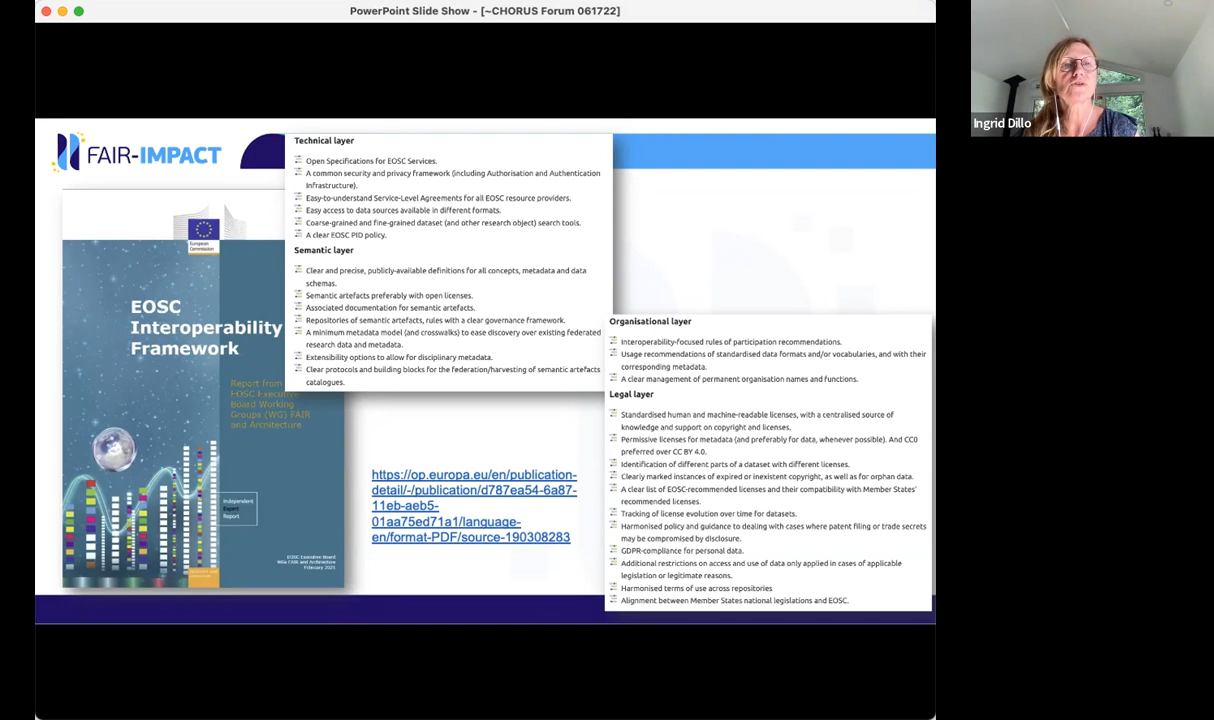 PowerPoint Slide Show - [~CHORUS Forum 061722]
Ingrid Dillo
FAIR-IMPACT
European
Commission
EOSC
Interoperability
Framework
Report from
EOSC Executive
Board Working
Groups (WG) FAIR
and Architecture
Independent
Expert
Report
EOSC Executive Board
WGs FAIR and Architecture
February 2021
Technical layer
Open Specifications for EOSC Services.
A common security and privacy framework (including Authorisation and Authentication
Infrastructure).
Easy-to-understand Service-Level Agreements for all EOSC resource providers.
Easy access to data sources available in different formats.
Coarse-grained and fine-grained dataset (and other research object) search tools.
A clear EOSC PID policy.
Semantic layer
Clear and precise, publicly-available definitions for all concepts, metadata and data
schemas.
Semantic artefacts preferably with open licenses.
Associated documentation for semantic artefacts.
Repositories of semantic artefacts, rules with a clear governance framework.
A minimum metadata model (and crosswalks) to ease discovery over existing federated
research data and metadata.
Extensibility options to allow for disciplinary metadata.
Clear protocols and building blocks for the federation/harvesting of semantic artefacts
catalogues.
https://op.europa.eu/en/publication-
detail/-/publication/d787ea54-6a87-
11eb-aeb5-
01aa75ed71a1/language-
en/format-PDF/source-190308283
Organisational layer
Interoperability-focused rules of participation recommendations.
Usage recommendations of standardised data formats and/or vocabularies, and with their
corresponding metadata.
A clear management of permanent organisation names and functions.
Legal layer
Standardised human and machine-readable licenses, with a centralised source of
knowledge and support on copyright and licenses.
Permissive licenses for metadata (and preferably for data, whenever possible). And CC0
preferred over CC BY 4.0.
Identification of different parts of a dataset with different licenses.
Clearly marked instances of expired or inexistent copyright, as well as for orphan data.
A clear list of EOSC-recommended licenses and their compatibility with Member States'
recommended licenses.
Tracking of license evolution over time for datasets.
Harmonised policy and guidance to dealing with cases where patent filing or trade secrets
may be compromised by disclosure.
GDPR-compliance for personal data.
Additional restrictions on access and use of data only applied in cases of applicable
legislation or legitimate reasons.
Harmonised terms of use across repositories
Alignment between Member States national legislations and EOSC.